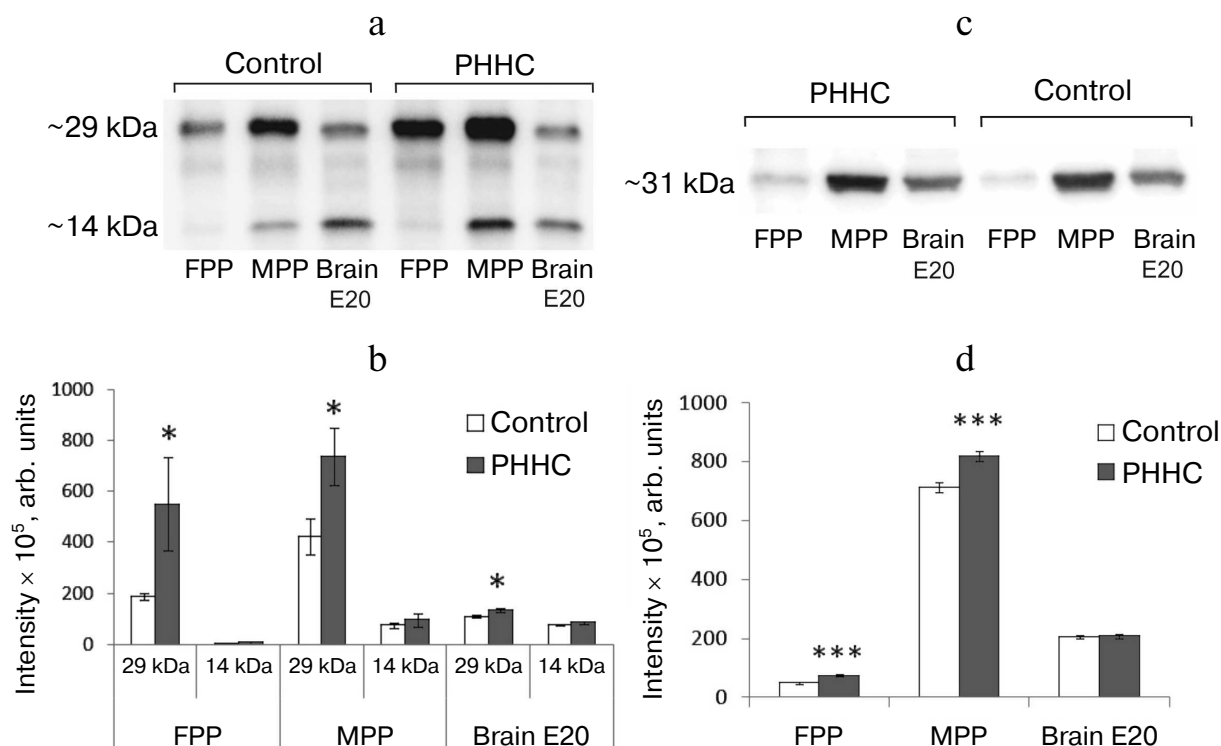 a
Control PHHC
~29 kDa
~14 kDa
FPP MPP Brain E20 FPP MPP Brain E20
c
PHHC Control
~31 kDa
FPP MPP Brain E20 FPP MPP Brain E20
b
Intensity × 10⁵, arb. units
1000
800
600
400
200
0
* * *
Control
PHHC
29 kDa 14 kDa 29 kDa 14 kDa 29 kDa 14 kDa
FPP MPP Brain E20
d
Intensity × 10⁵, arb. units
1000
800
600
400
200
0
*** ***
Control
PHHC
FPP MPP Brain E20